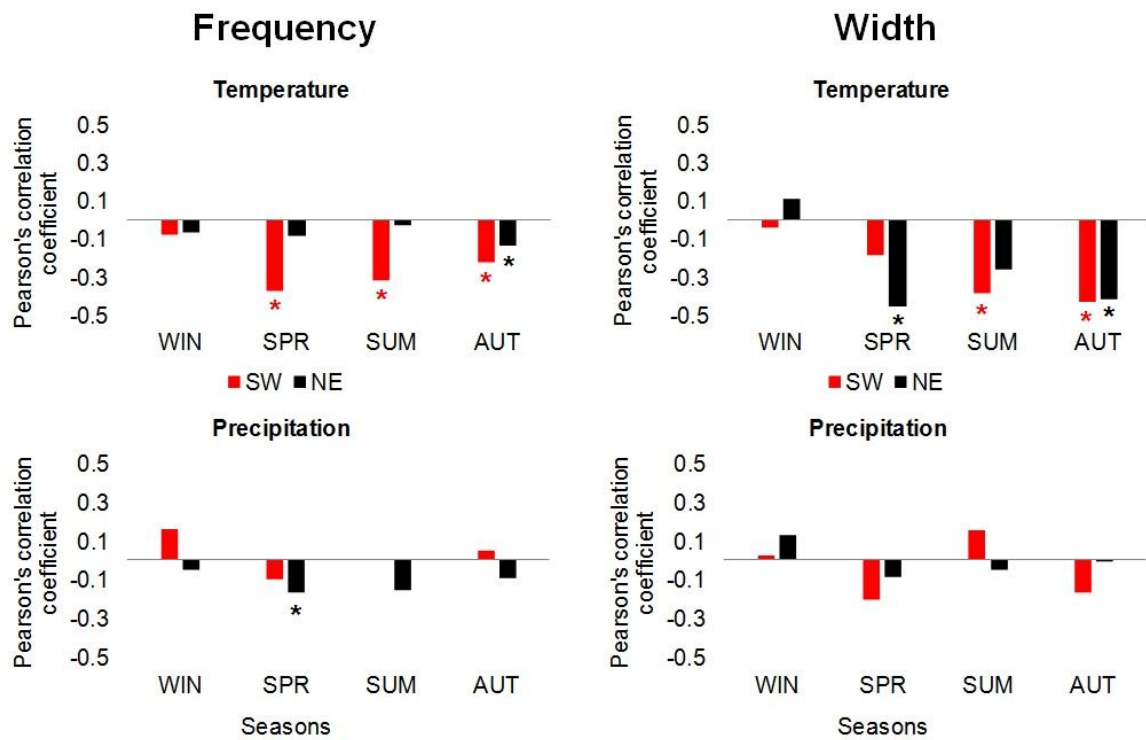 Frequency
Width
Temperature
Pearson's correlation
coefficient
0.5
0.3
0.1
-0.1
-0.3
-0.5
*
*
*
*
WIN SPR SUM AUT
SW NE
Temperature
Pearson's correlation
coefficient
0.5
0.3
0.1
-0.1
-0.3
-0.5
*
*
*
*
WIN SPR SUM AUT
SW NE
Precipitation
Pearson's correlation
coefficient
0.5
0.3
0.1
-0.1
-0.3
-0.5
*
WIN SPR SUM AUT
Seasons
Precipitation
Pearson's correlation
coefficient
0.5
0.3
0.1
-0.1
-0.3
-0.5
WIN SPR SUM AUT
Seasons